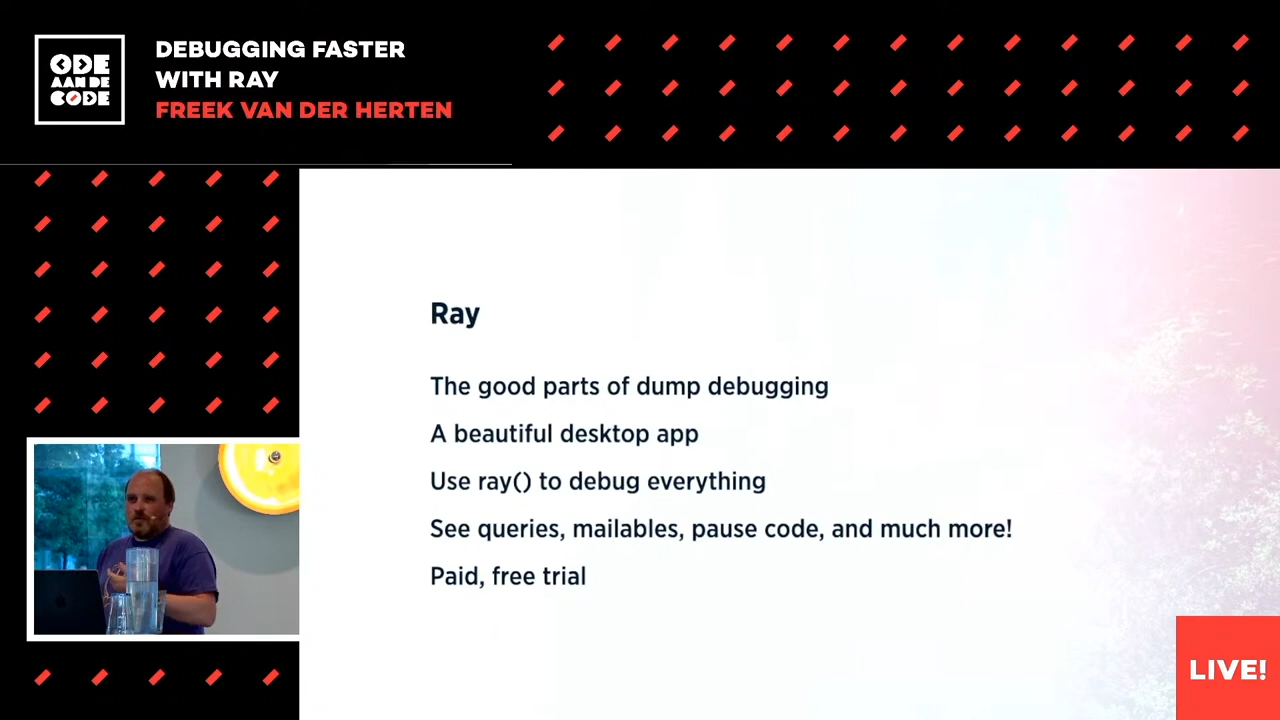 ODE
AAN DE
CODE
DEBUGGING FASTER
WITH RAY
FREEK VAN DER HERTEN
Ray
The good parts of dump debugging
A beautiful desktop app
Use ray() to debug everything
See queries, mailables, pause code, and much more!
Paid, free trial
LIVE!